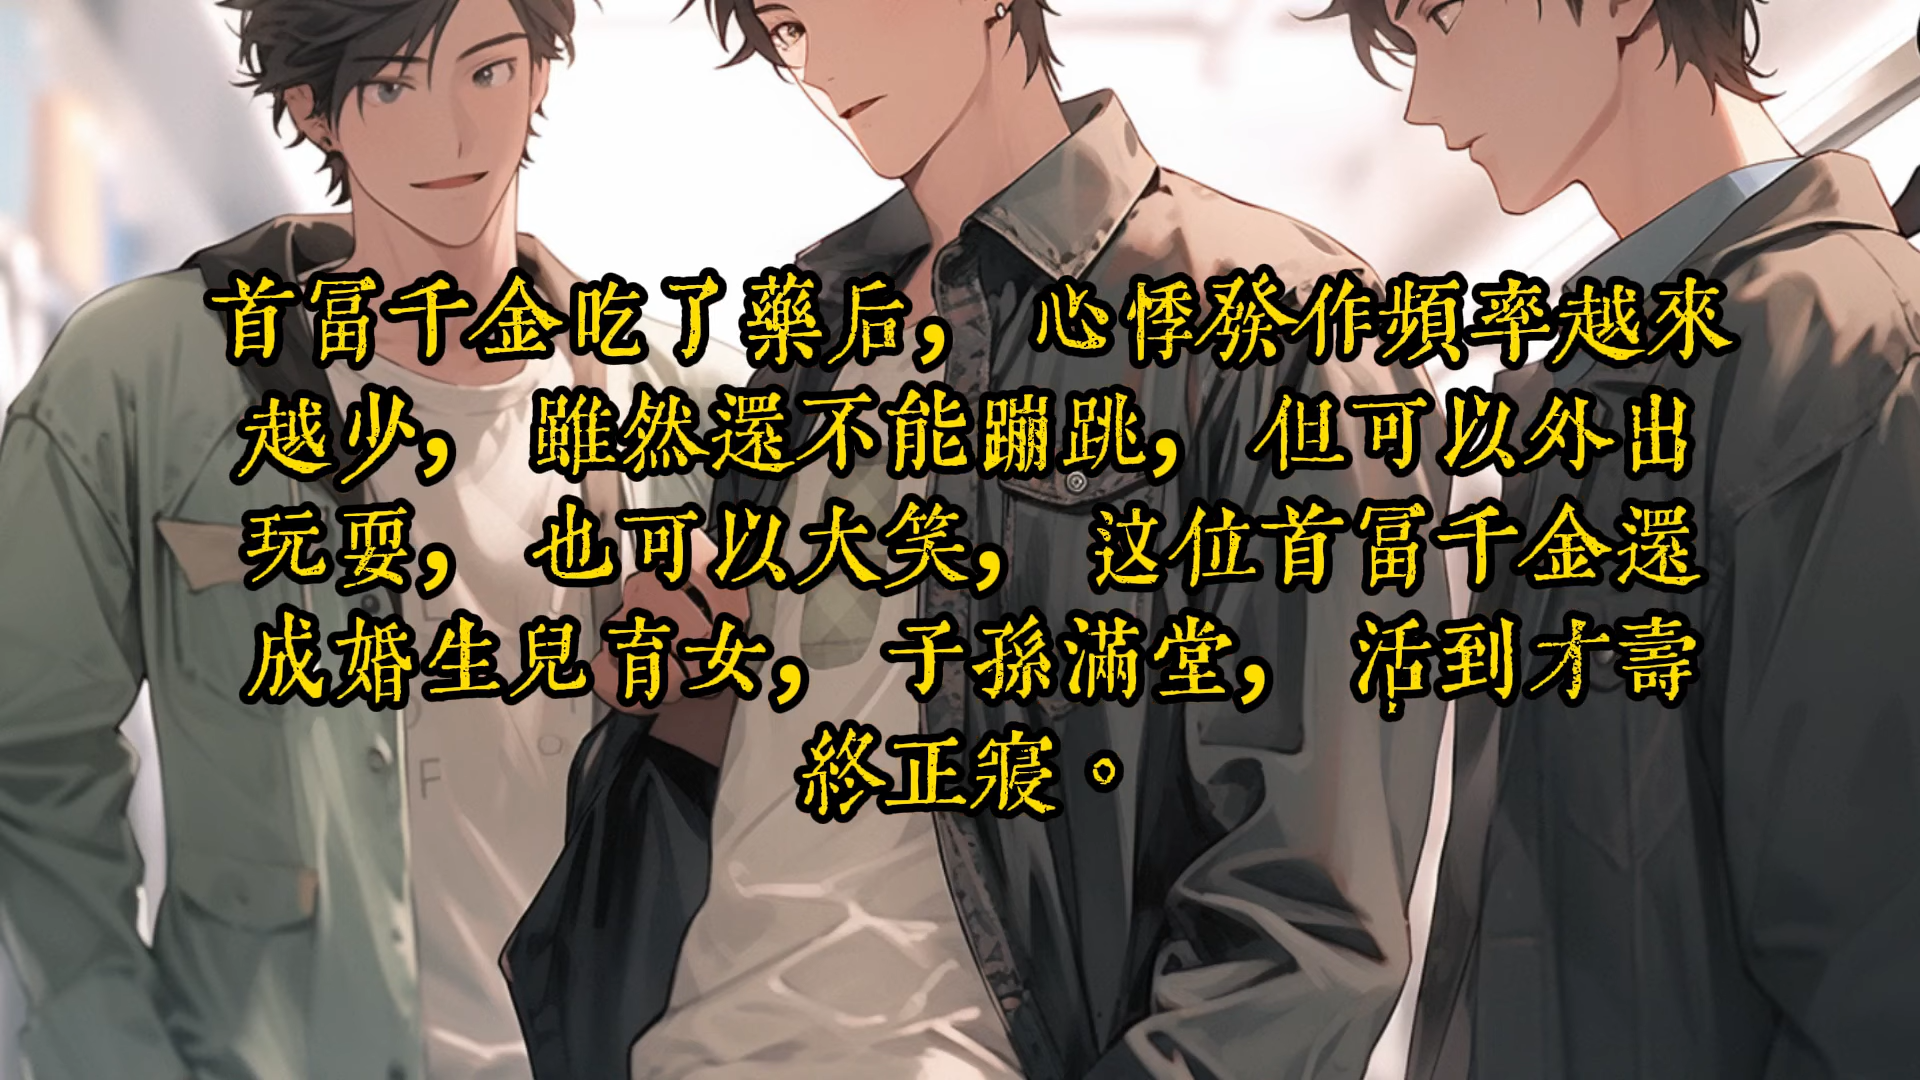 首冨千金吃了藥后，心悸發作頻率越來
越少，雖然還不能蹦跳，但可以外出
玩耍，也可以大笑，这位首冨千金還
成婚生兒育女，子孫滿堂，活到才壽
終正寢。